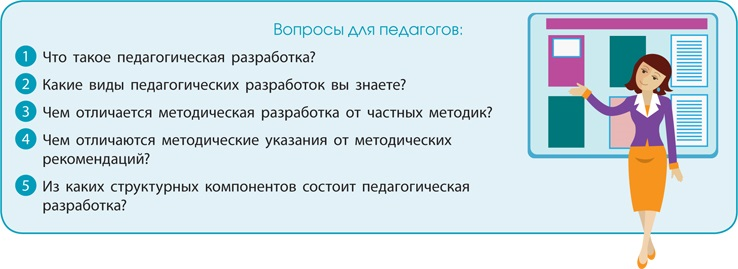 Вопросы для педагогов:
1 Что такое педагогическая разработка?
2 Какие виды педагогических разработок вы знаете?
3 Чем отличается методическая разработка от частных методик?
4 Чем отличаются методические указания от методических
рекомендаций?
5 Из каких структурных компонентов состоит педагогическая
разработка?